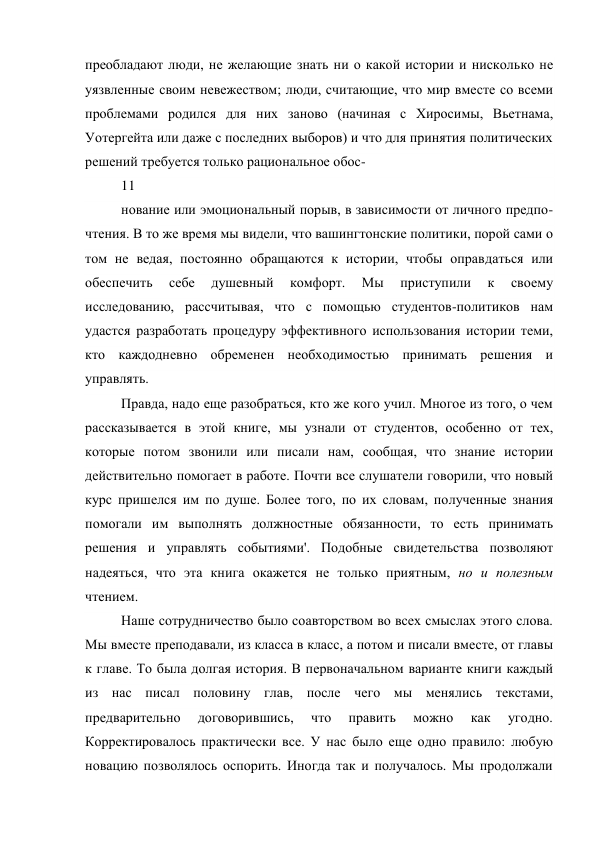 преобладают люди, не желающие знать ни о какой истории и нисколько не
уязвленные своим невежеством; люди, считающие, что мир вместе со всеми
проблемами родился для них заново (начиная с Хиросимы, Вьетнама,
Уотергейта или даже с последних выборов) и что для принятия политических
решений требуется только рациональное обос-
11
нование или эмоциональный порыв, в зависимости от личного предпо-
чтения. В то же время мы видели, что вашингтонские политики, порой сами о
том не ведая, постоянно обращаются к истории, чтобы оправдаться или
обеспечить себе душевный комфорт. Мы приступили к своему
исследованию, рассчитывая, что с помощью студентов-политиков нам
удастся разработать процедуру эффективного использования истории теми,
кто каждодневно обременен необходимостью принимать решения и
управлять.
Правда, надо еще разобраться, кто же кого учил. Многое из того, о чем
рассказывается в этой книге, мы узнали от студентов, особенно от тех,
которые потом звонили или писали нам, сообщая, что знание истории
действительно помогает в работе. Почти все слушатели говорили, что новый
курс пришелся им по душе. Более того, по их словам, полученные знания
помогали им выполнять должностные обязанности, то есть принимать
решения и управлять событиями'. Подобные свидетельства позволяют
надеяться, что эта книга окажется не только приятным, но и полезным
чтением.
Наше сотрудничество было соавторством во всех смыслах этого слова.
Мы вместе преподавали, из класса в класс, а потом и писали вместе, от главы
к главе. То была долгая история. В первоначальном варианте книги каждый
из нас писал половину глав, после чего мы менялись текстами,
предварительно договорившись, что править можно как угодно.
Корректировалось практически все. У нас было еще одно правило: любую
новацию позволялось оспорить. Иногда так и получалось. Мы продолжали